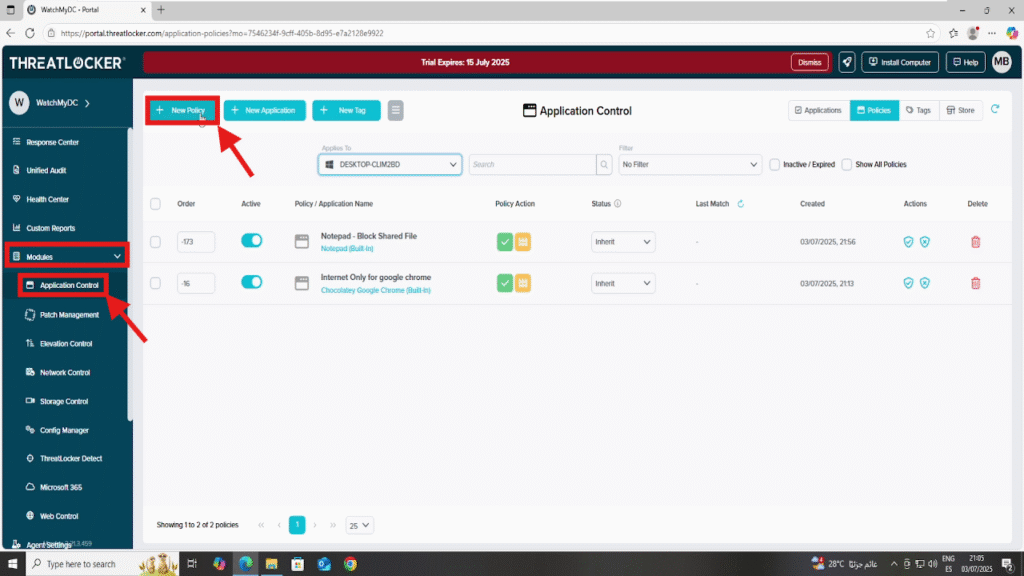 WatchMyDC - Portal
https://portal.threatlocker.com/application-policies?mo=7546234f-9cff-405b-8d95-e7a2128e9922
THREATLOCKER
Trial Expires: 15 July 2025
Dismiss
Install Computer
Help
MB
W
WatchMyDC
New Policy
New Application
New Tag
Application Control
Applications
Policies
Tags
Store
Response Center
Unified Audit
Health Center
Custom Reports
Modules
Application Control
Patch Management
Elevation Control
Network Control
Storage Control
Config Manager
ThreatLocker Detect
Microsoft 365
Web Control
Agent Settings
Applies To
DESKTOP-CLIM2BD
Search
Filter
No Filter
Inactive / Expired
Show All Policies
Order
Active
Policy / Application Name
Policy Action
Status
Last Match
Created
Actions
Delete
-173
Notepad - Block Shared File
Notepad (Built-In)
Inherit
-
03/07/2025, 21:56
-16
Internet Only for google chrome
Chocolatey Google Chrome (Built-In)
Inherit
-
03/07/2025, 21:13
Showing 1 to 2 of 2 policies
1
25
Type here to search
28°C
غائم جزئيًا
ENG
ES
21:05
03/07/2025
2